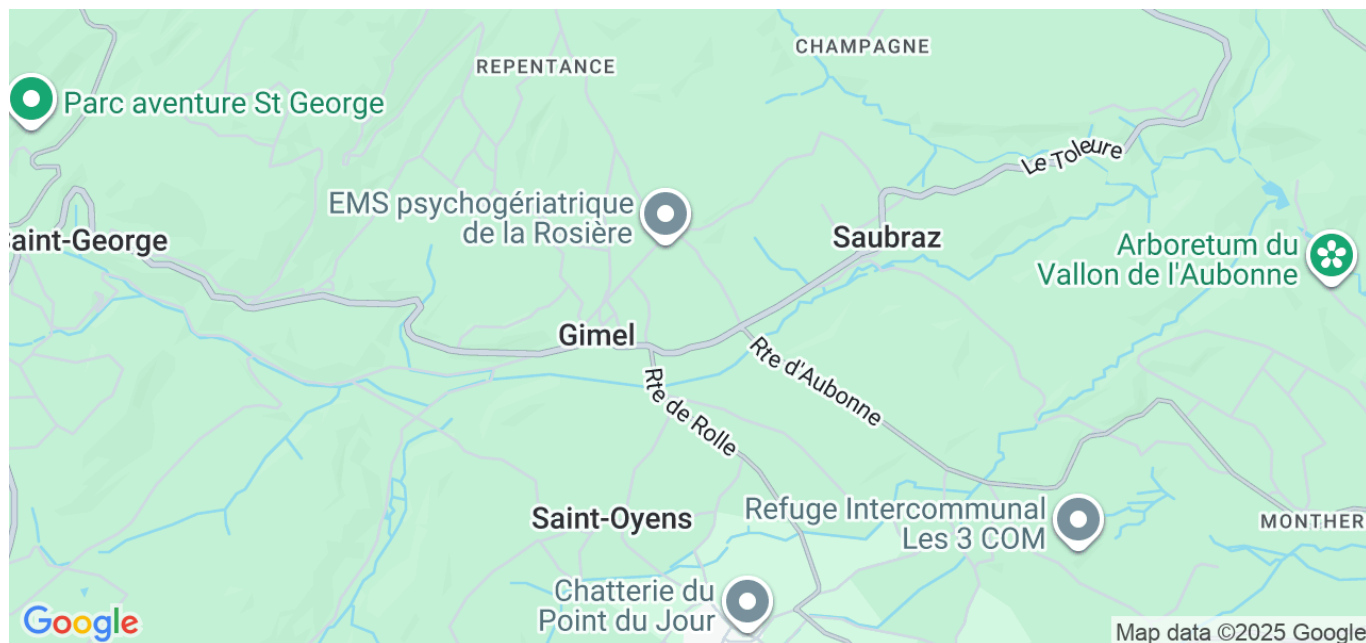 CHAMPAGNE
REPENTANCE
Parc aventure St George
Le Toleure
EMS psychogériatrique
de la Rosière
Saint-George
Saubraz
Arboretum du
Vallon de l'Aubonne
Gimel
Rte d'Aubonne
Rte de Rolle
Saint-Oyens
Refuge Intercommunal
Les 3 COM
MONTHER
Chatterie du
Point du Jour
Google
Map data ©2025 Google